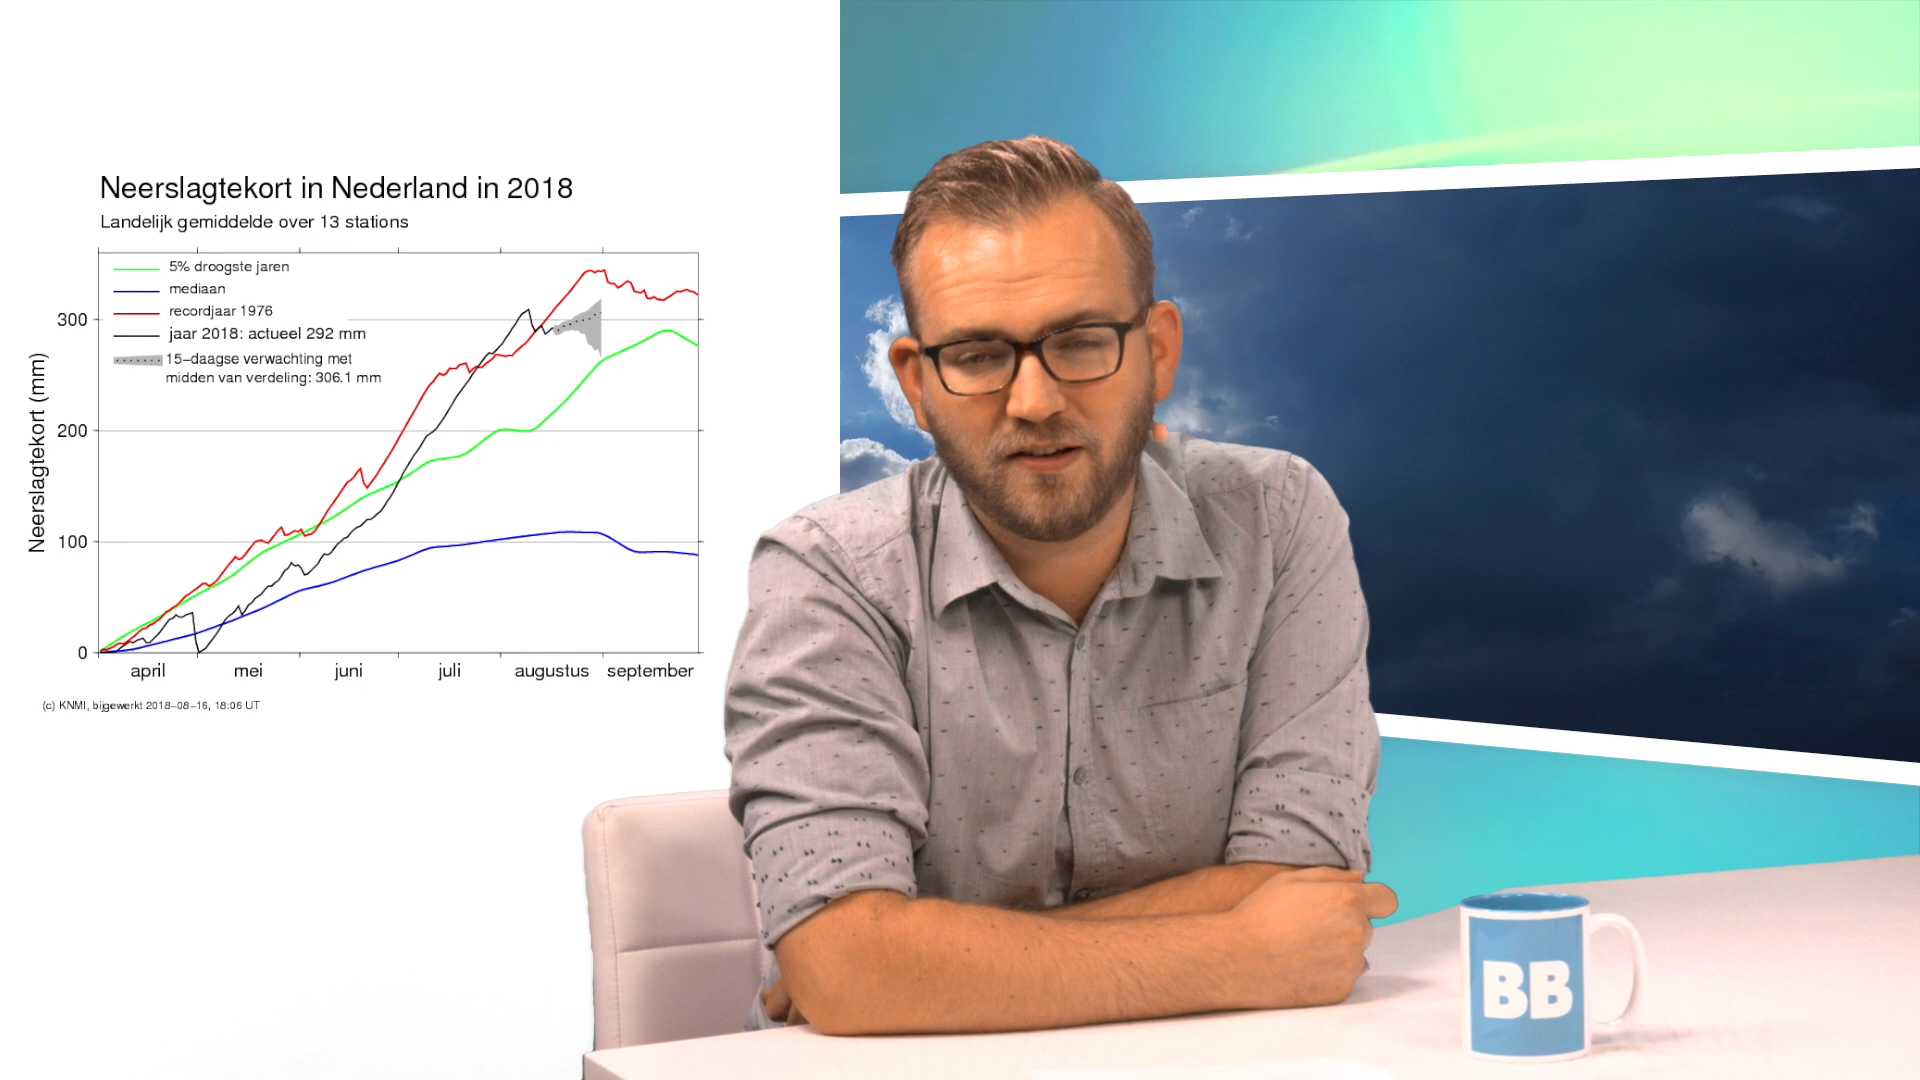 Neerslagtekort in Nederland in 2018
Landelijk gemiddelde over 13 stations
5% droogste jaren
mediaan
recordjaar 1976
jaar 2018: actueel 292 mm
15-daagse verwachting met
midden van verdeling: 306.1 mm
Neerslagtekort (mm)
300
200
100
0
april mei juni juli augustus september
(c) KNMI, bijgewerkt 2018-08-16, 18:06 UT
BB